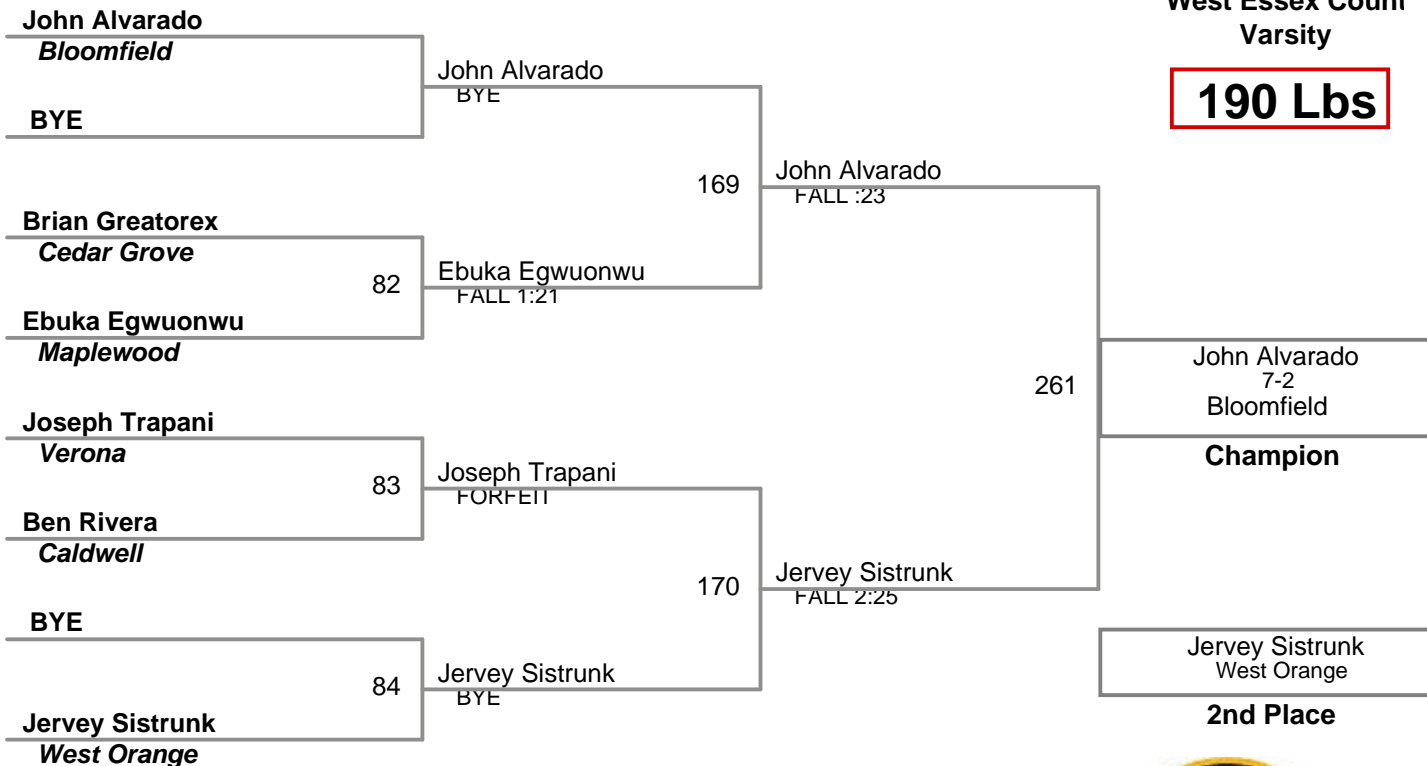 West Essex Count
Varsity
190 Lbs
John Alvarado
Bloomfield
BYE
Brian Greatorex
Cedar Grove
82
Ebuka Egwuonwu
Maplewood
Joseph Trapani
Verona
83
Ben Rivera
Caldwell
BYE
84
Jervey Sistrunk
West Orange
John Alvarado
BYE
169
Ebuka Egwuonwu
FALL 1:21
Joseph Trapani
FORFEIT
170
Jervey Sistrunk
BYE
John Alvarado
FALL :23
261
Jervey Sistrunk
FALL 2:25
John Alvarado
7-2
Bloomfield
Champion
Jervey Sistrunk
West Orange
2nd Place